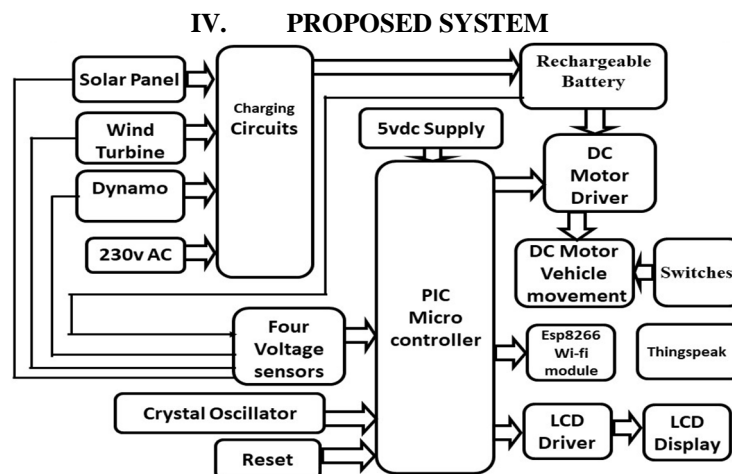 IV. PROPOSED SYSTEM
Solar Panel
Wind
Turbine
Dynamo
230v AC
Charging
Circuits
Rechargeable
Battery
5vdc Supply
DC
Motor
Driver
PIC
Micro
controller
DC Motor
Vehicle
movement
Switches
Four
Voltage
sensors
Esp8266
Wi-fi
module
Thingspeak
Crystal Oscillator
Reset
LCD
Driver
LCD
Display